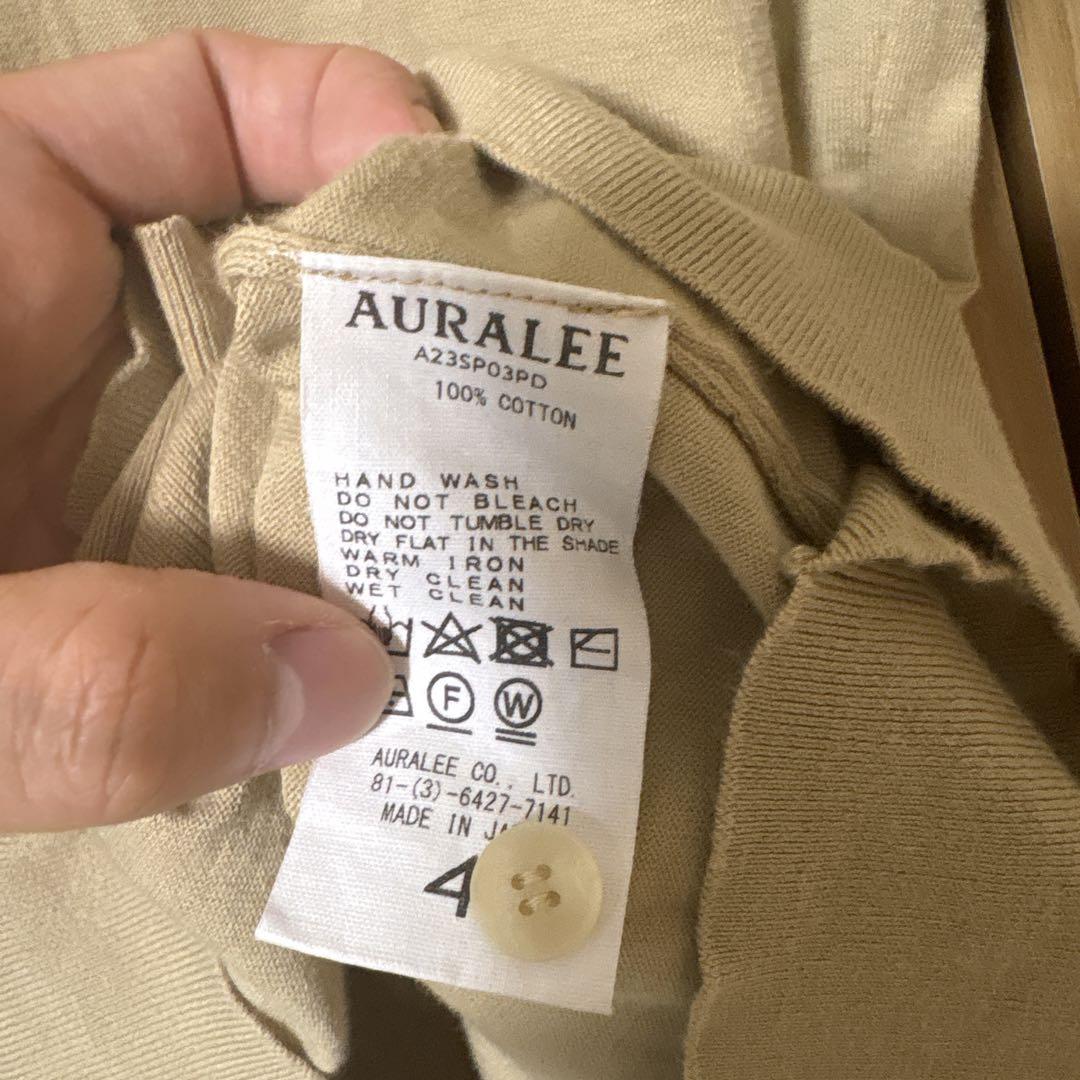 AURALEE
A23SP03PD
100% COTTON
HAND WASH
DO NOT BLEACH
DO NOT TUMBLE DRY
DRY FLAT IN THE SHADE
WARM IRON
DRY CLEAN
WET CLEAN
F W
AURALEE CO., LTD.
81-(3)-6427-7141
MADE IN
4